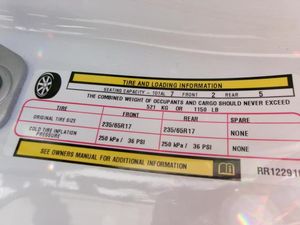 TIRE AND LOADING INFORMATION
SEATING CAPACITY - TOTAL 7 FRONT 2 REAR 5
THE COMBINED WEIGHT OF OCCUPANTS AND CARGO SHOULD NEVER EXCEED
521 KG OR 1150 LB
TIRE FRONT REAR SPARE
ORIGINAL TIRE SIZE 235/65R17 235/65R17 NONE
COLD TIRE INFLATION PRESSURE 250 kPa / 36 PSI 250 kPa / 36 PSI NONE
SEE OWNERS MANUAL FOR ADDITIONAL INFORMATION
RR122919